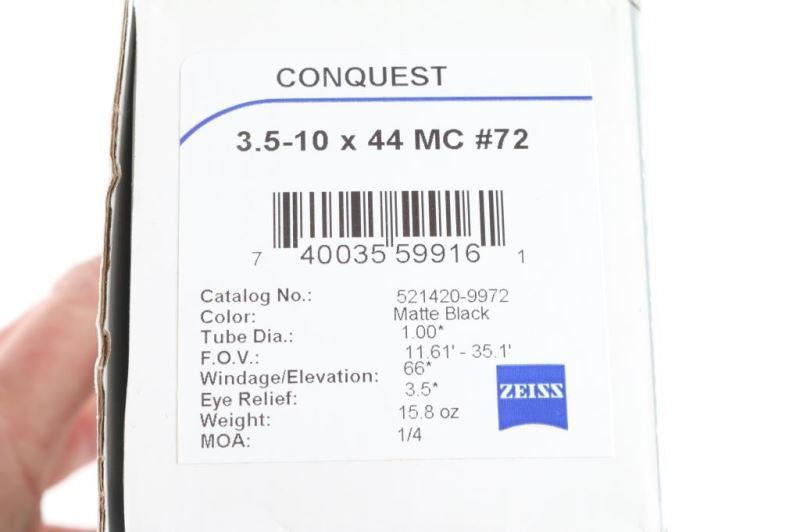 CONQUEST
3.5-10 x 44 MC #72
7 40035 59916 1
Catalog No.: 521420-9972
Color: Matte Black
Tube Dia.: 1.00*
F.O.V.: 11.61' - 35.1'
Windage/Elevation: 66*
Eye Relief: 3.5*
Weight: 15.8 oz
MOA: 1/4
ZEISS